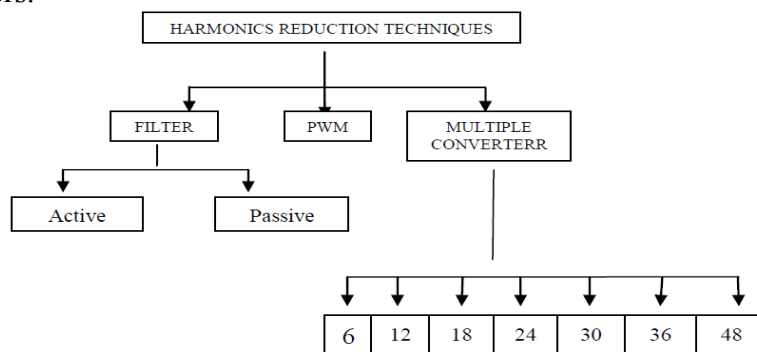 HARMONICS REDUCTION TECHNIQUES
FILTER
PWM
MULTIPLE
CONVERTERR
Active
Passive
6 12 18 24 30 36 48